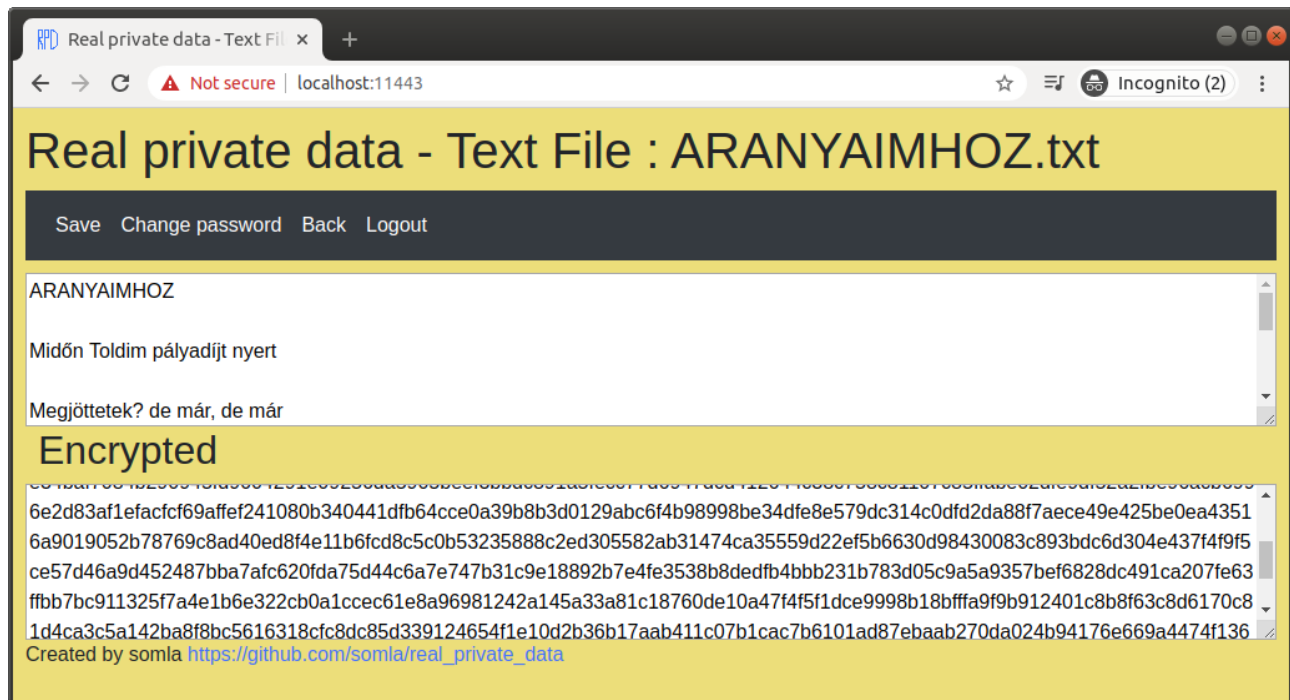 Real private data - Text Fil
Not secure | localhost:11443
Incognito (2)
Real private data - Text File : ARANYAIMHOZ.txt
Save Change password Back Logout
ARANYAIMHOZ
Midőn Toldim pályadíjt nyert
Megjöttetek? de már, de már
Encrypted
6e2d83af1efacfcf69affef241080b340441dfb64cce0a39b8b3d0129abc6f4b98998be34dfe8e579dc314c0dfd2da88f7aece49e425be0ea4351
6a9019052b78769c8ad40ed8f4e11b6fcd8c5c0b53235888c2ed305582ab31474ca35559d22ef5b6630d98430083c893bdc6d304e437f4f9f5
ce57d46a9d452487bba7afc620fda75d44c6a7e747b31c9e18892b7e4fe3538b8dedfb4bbb231b783d05c9a5a9357bef6828dc491ca207fe63
ffbb7bc911325f7a4e1b6e322cb0a1ccec61e8a96981242a145a33a81c18760de10a47f4f5f1dce9998b18bfffa9f9b912401c8b8f63c8d6170c8
1d4ca3c5a142ba8f8bc5616318cfc8dc85d339124654f1e10d2b36b17aab411c07b1cac7b6101ad87ebaab270da024b94176e669a4474f136
Created by somla https://github.com/somla/real_private_data